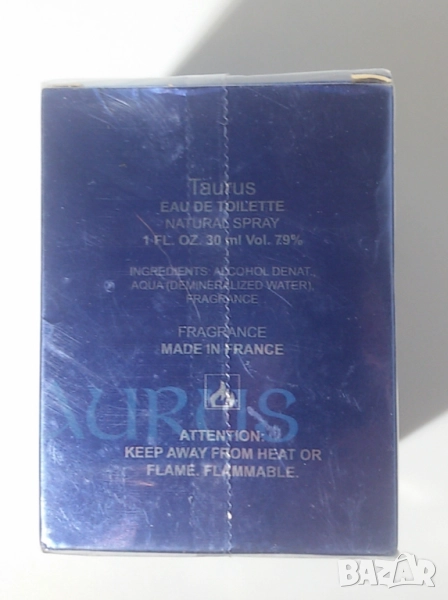 Taurus
EAU DE TOILETTE
NATURAL SPRAY
1 FL. OZ. 30 ml Vol. 79%
INGREDIENTS: ALCOHOL DENAT.,
AQUA (DEMINERALIZED WATER),
FRAGRANCE
FRAGRANCE
MADE IN FRANCE
AURUS
ATTENTION:
KEEP AWAY FROM HEAT OR
FLAME. FLAMMABLE.
BAZAR